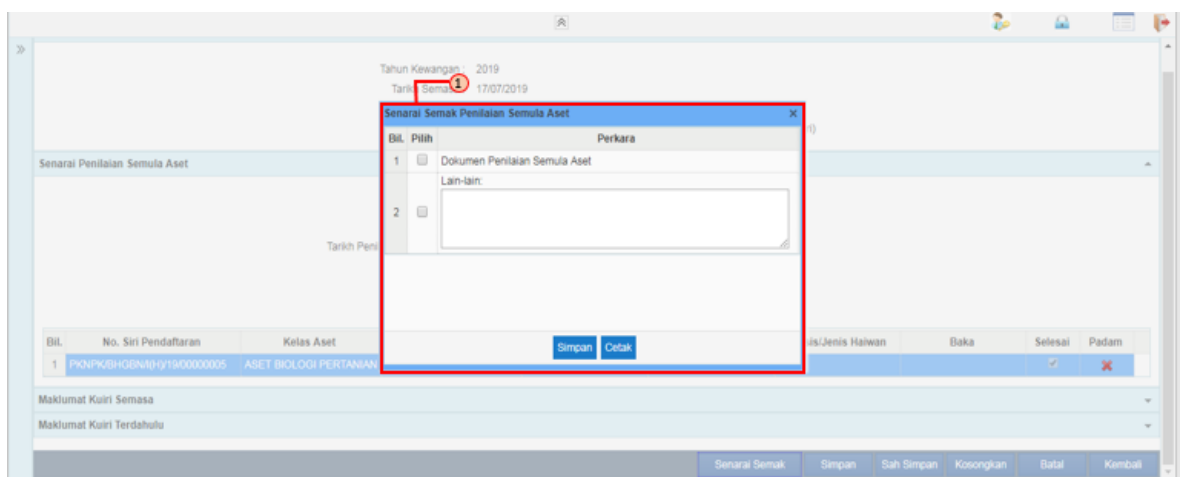 Tahun Kewangan : 2019
17/07/2019
1
Senarai Semak Penilaian Semula Aset
Bil. Pilih Perkara
1 Dokumen Penilaian Semula Aset
Lain-lain:
2
Simpan Cetak
Senarai Penilaian Semula Aset
Bil. No. Siri Pendaftaran Kelas Aset Haiwan Baka Selesai Padam
1 PKNPK/BHGBN/I(H)/19/00000005 ASET BIOLOGI PERTANIAN
Maklumat Kuiri Semasa
Maklumat Kuiri Terdahulu
Senarai Semak Simpan Sah Simpan Kosongkan Batal Kembali